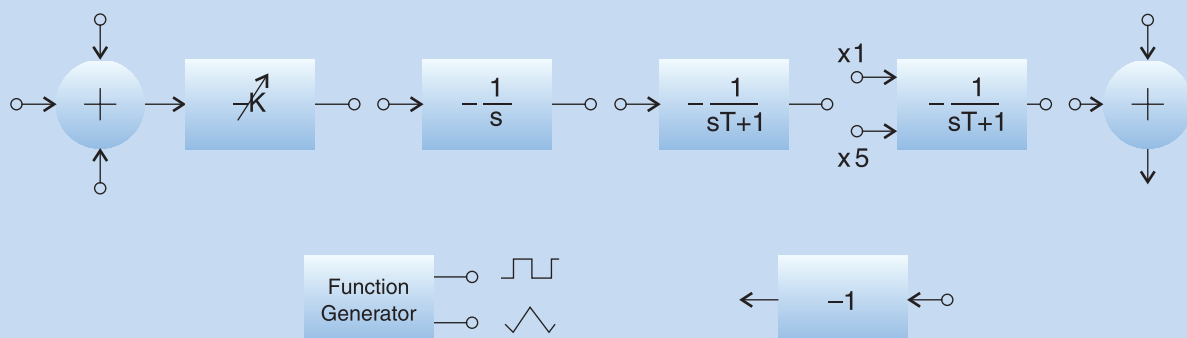 +
-K
- 1/s
- 1/sT+1
x1
x5
- 1/sT+1
+
Function
Generator
-1